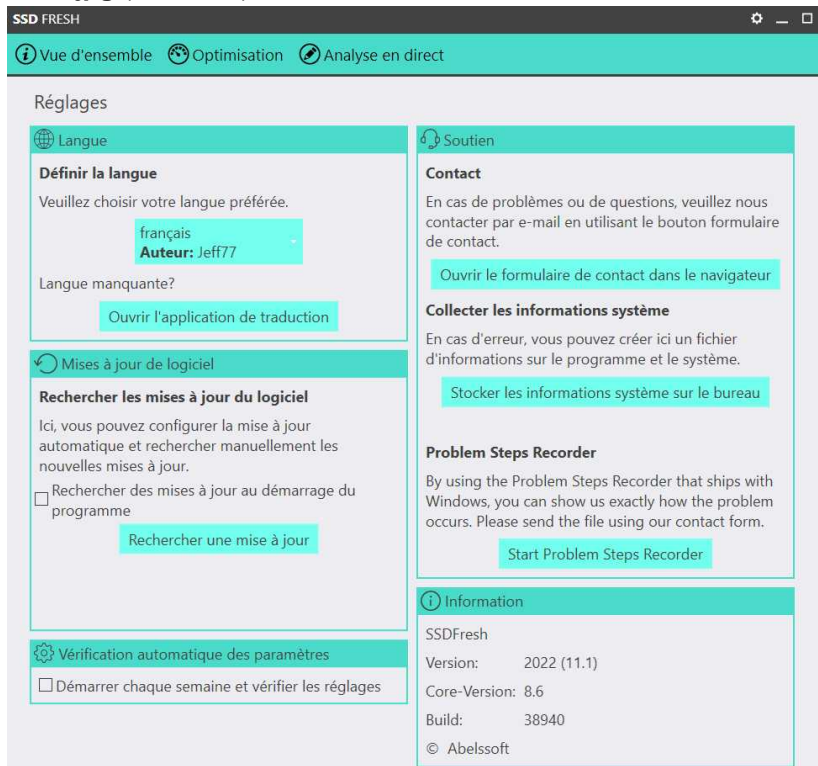 SSD FRESH
Vue d'ensemble Optimisation Analyse en direct
Réglages
Langue
Définir la langue
Veuillez choisir votre langue préférée.
français
Auteur: Jeff77
Langue manquante?
Ouvrir l'application de traduction
Mises à jour de logiciel
Rechercher les mises à jour du logiciel
Ici, vous pouvez configurer la mise à jour
automatique et rechercher manuellement les
nouvelles mises à jour.
Rechercher des mises à jour au démarrage du
programme
Rechercher une mise à jour
Vérification automatique des paramètres
Démarrer chaque semaine et vérifier les réglages
Soutien
Contact
En cas de problèmes ou de questions, veuillez nous
contacter par e-mail en utilisant le bouton formulaire
de contact.
Ouvrir le formulaire de contact dans le navigateur
Collecter les informations système
En cas d'erreur, vous pouvez créer ici un fichier
d'informations sur le programme et le système.
Stocker les informations système sur le bureau
Problem Steps Recorder
By using the Problem Steps Recorder that ships with
Windows, you can show us exactly how the problem
occurs. Please send the file using our contact form.
Start Problem Steps Recorder
Information
SSDFresh
Version: 2022 (11.1)
Core-Version: 8.6
Build: 38940
© Abelssoft